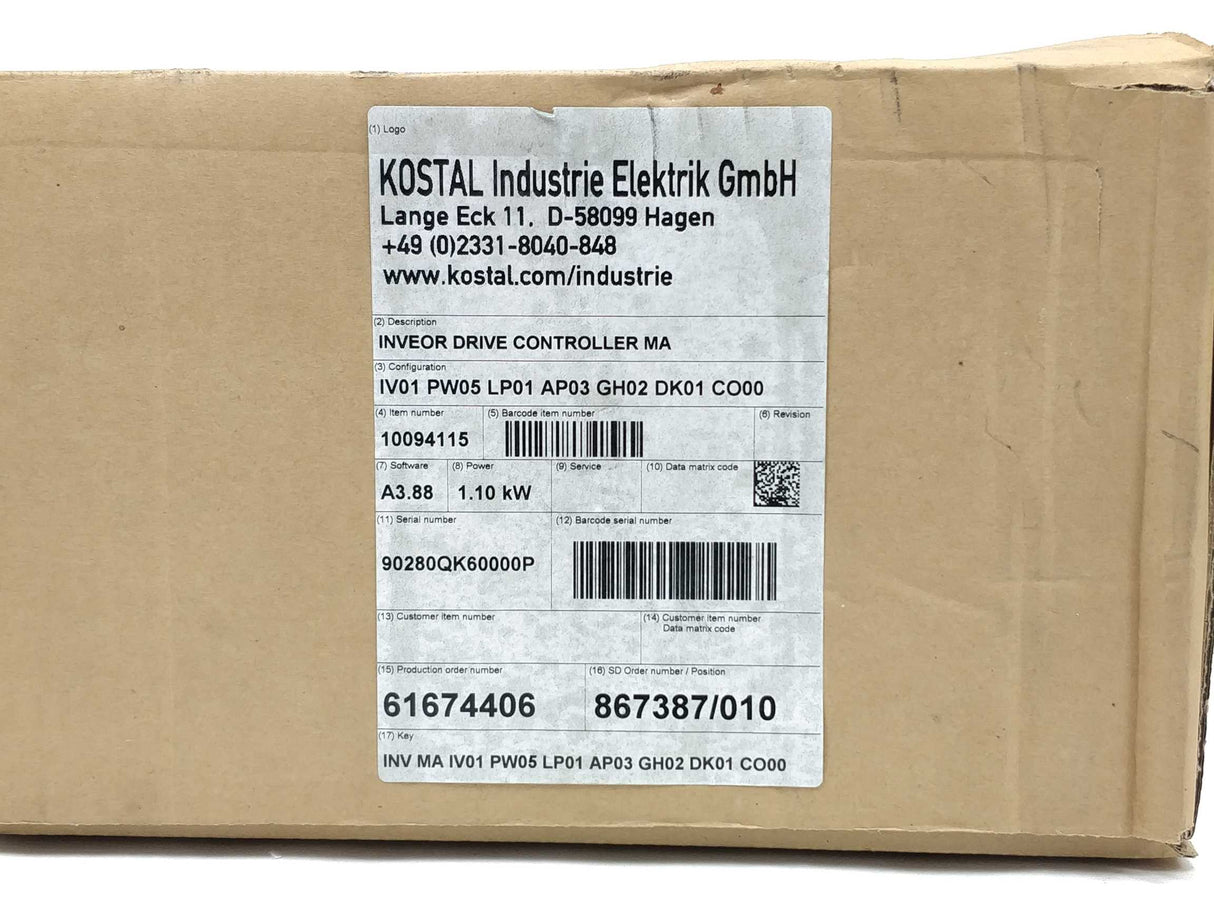 (1) Logo
KOSTAL Industrie Elektrik GmbH
Lange Eck 11, D-58099 Hagen
+49 (0)2331-8040-848
www.kostal.com/industrie
(2) Description
INVEOR DRIVE CONTROLLER MA
(3) Configuration
IV01 PW05 LP01 AP03 GH02 DK01 CO00
(4) Item number
10094115
(5) Barcode item number
(6) Revision
(7) Software
A3.88
(8) Power
1.10 kW
(9) Service
(10) Data matrix code
(11) Serial number
90280QK60000P
(12) Barcode serial number
(13) Customer item number
(14) Customer item number
Data matrix code
(15) Production order number
61674406
(16) SD Order number / Position
867387/010
(17) Key
INV MA IV01 PW05 LP01 AP03 GH02 DK01 CO00